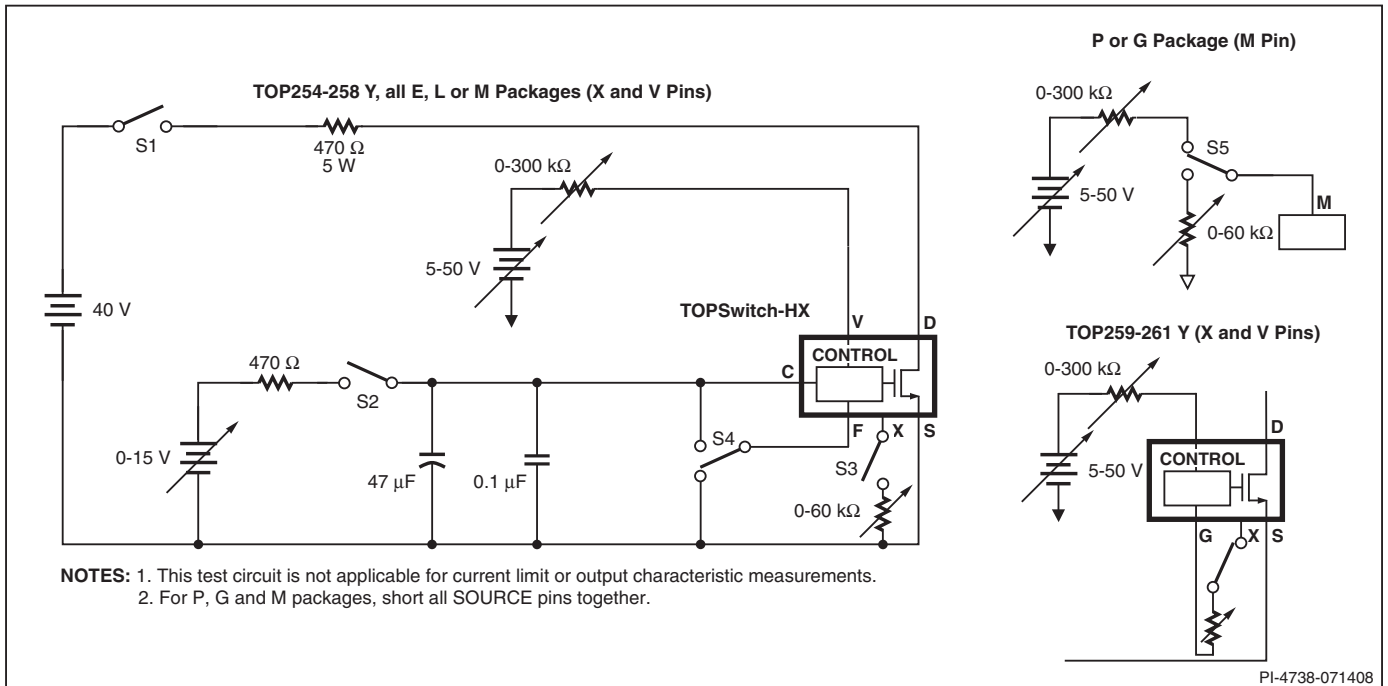 TOP254-258 Y, all E, L or M Packages (X and V Pins)
S1
470 Ω
5 W
0-300 kΩ
5-50 V
40 V
TOPSwitch-HX
V
D
CONTROL
C
470 Ω
S2
F
X
S
S4
S3
0-15 V
47 µF
0.1 µF
0-60 kΩ
NOTES: 1. This test circuit is not applicable for current limit or output characteristic measurements.
2. For P, G and M packages, short all SOURCE pins together.
P or G Package (M Pin)
0-300 kΩ
S5
5-50 V
M
0-60 kΩ
TOP259-261 Y (X and V Pins)
0-300 kΩ
D
5-50 V
CONTROL
G
X
S
PI-4738-071408